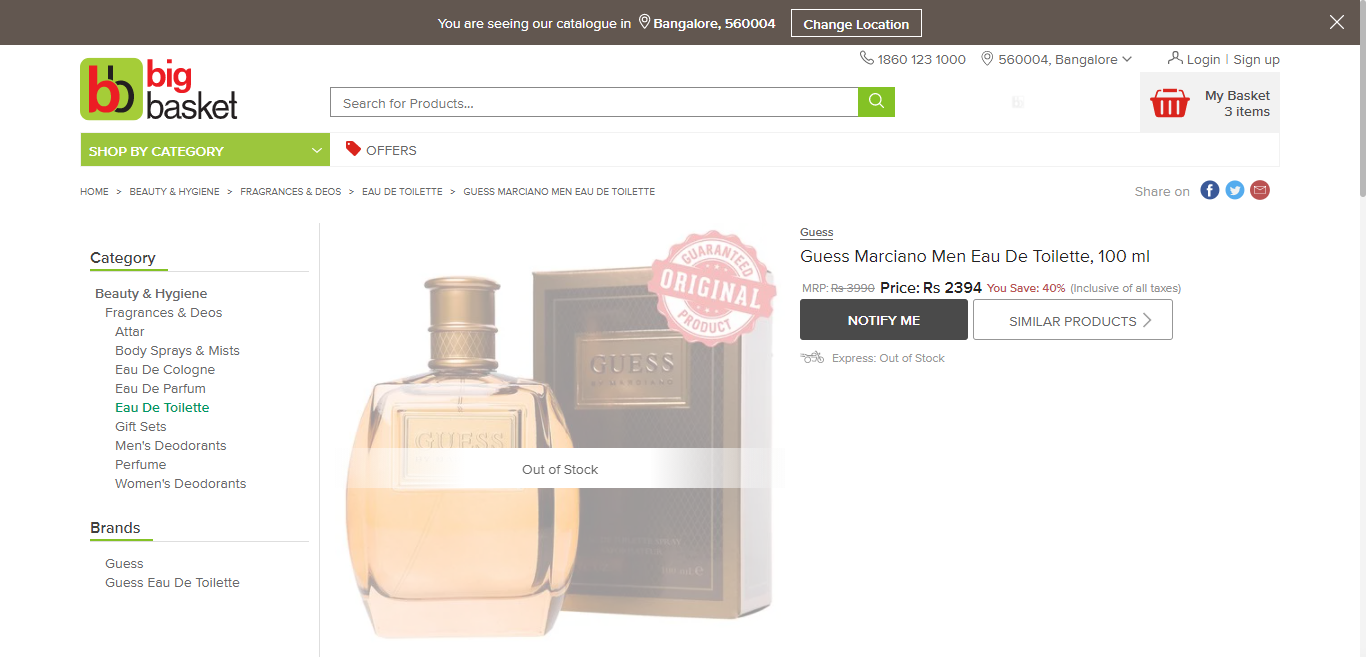 You are seeing our catalogue in Bangalore, 560004 Change Location
1860 123 1000 560004, Bangalore Login | Sign up
bb big basket
Search for Products...
My Basket
3 items
SHOP BY CATEGORY OFFERS
HOME > BEAUTY & HYGIENE > FRAGRANCES & DEOS > EAU DE TOILETTE > GUESS MARCIANO MEN EAU DE TOILETTE
Share on
Category
Beauty & Hygiene
Fragrances & Deos
Attar
Body Sprays & Mists
Eau De Cologne
Eau De Parfum
Eau De Toilette
Gift Sets
Men's Deodorants
Perfume
Women's Deodorants
Brands
Guess
Guess Eau De Toilette
GUARANTEED
ORIGINAL
PRODUCT
GUESS
BY MARCIANO
GUESS
Out of Stock
Guess
Guess Marciano Men Eau De Toilette, 100 ml
MRP: Rs 3990 Price: Rs 2394 You Save: 40% (Inclusive of all taxes)
NOTIFY ME SIMILAR PRODUCTS
Express: Out of Stock